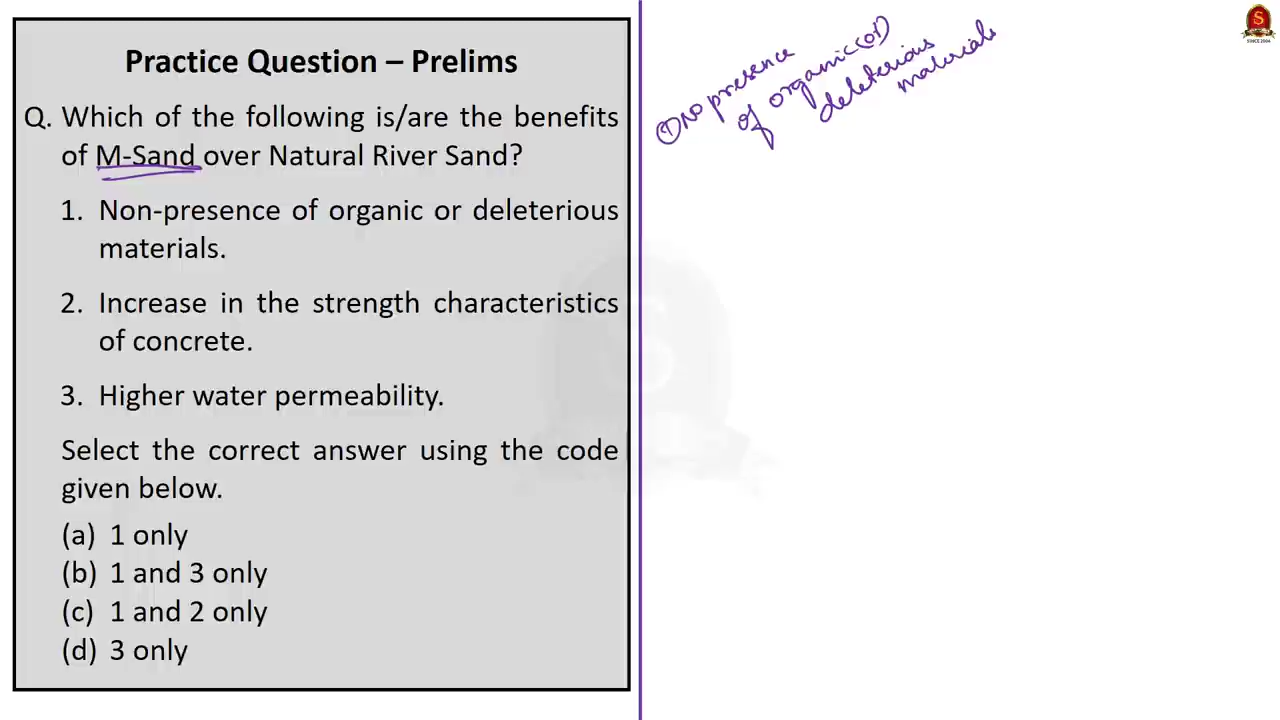 Practice Question – Prelims
Q. Which of the following is/are the benefits
of M-Sand over Natural River Sand?
1. Non-presence of organic or deleterious
materials.
2. Increase in the strength characteristics
of concrete.
3. Higher water permeability.
Select the correct answer using the code
given below.
(a) 1 only
(b) 1 and 3 only
(c) 1 and 2 only
(d) 3 only
① No presence
of organic (or)
deleterious
materials
S
SINCE 2004